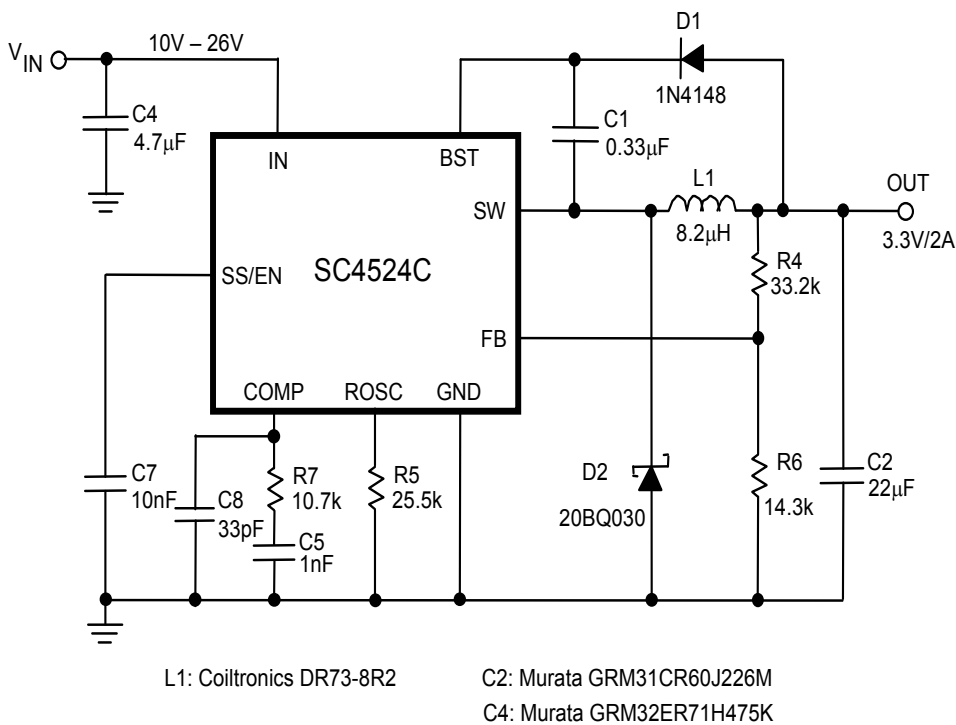 D1
V IN
10V – 26V
1N4148
C4
4.7µF
C1
0.33µF
IN
BST
L1
OUT
SW
8.2µH
3.3V/2A
SS/EN
SC4524C
R4
33.2k
FB
COMP
ROSC
GND
C7
10nF
C8
33pF
R7
10.7k
R5
25.5k
D2
R6
14.3k
C2
22µF
20BQ030
C5
1nF
L1: Coiltronics DR73-8R2
C2: Murata GRM31CR60J226M
C4: Murata GRM32ER71H475K